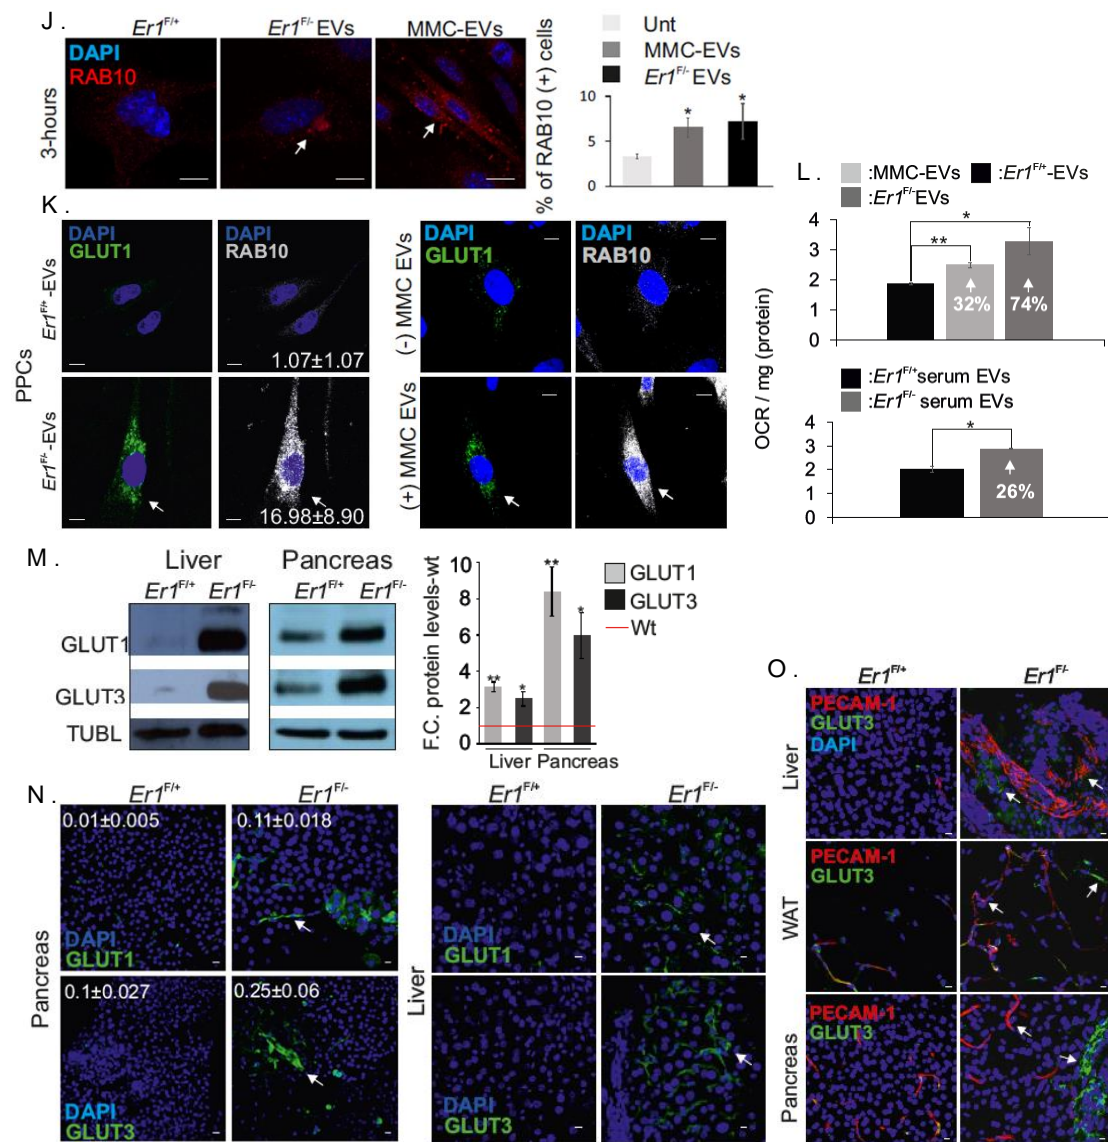 J .
Er1F/+
Er1F/- EVs
MMC-EVs
DAPI
RAB10
3-hours
% of RAB10 (+) cells
Unt
MMC-EVs
Er1F/- EVs
10
5
0
*
*
K .
DAPI
GLUT1
DAPI
RAB10
Er1F/+-EVs
1.07±1.07
PPCs
Er1F/--EVs
16.98±8.90
DAPI
GLUT1
DAPI
RAB10
(-) MMC EVs
(+) MMC EVs
L .
:MMC-EVs
:Er1F/+-EVs
:Er1F/-EVs
4
3
2
1
0
*
**
32%
74%
OCR / mg (protein)
:Er1F/+serum EVs
:Er1F/- serum EVs
4
3
2
1
0
*
26%
M .
Liver
Pancreas
Er1F/+
Er1F/-
Er1F/+
Er1F/-
GLUT1
GLUT3
TUBL
F.C. protein levels-wt
10
8
6
4
2
0
**
*
**
*
Liver Pancreas
GLUT1
GLUT3
Wt
N .
Er1F/+
Er1F/-
Er1F/+
Er1F/-
Pancreas
0.01±0.005
0.11±0.018
DAPI
GLUT1
0.1±0.027
0.25±0.06
DAPI
GLUT3
Liver
DAPI
GLUT1
DAPI
GLUT3
O .
Er1F/+
Er1F/-
Liver
PECAM-1
GLUT3
DAPI
WAT
PECAM-1
GLUT3
Pancreas
PECAM-1
GLUT3